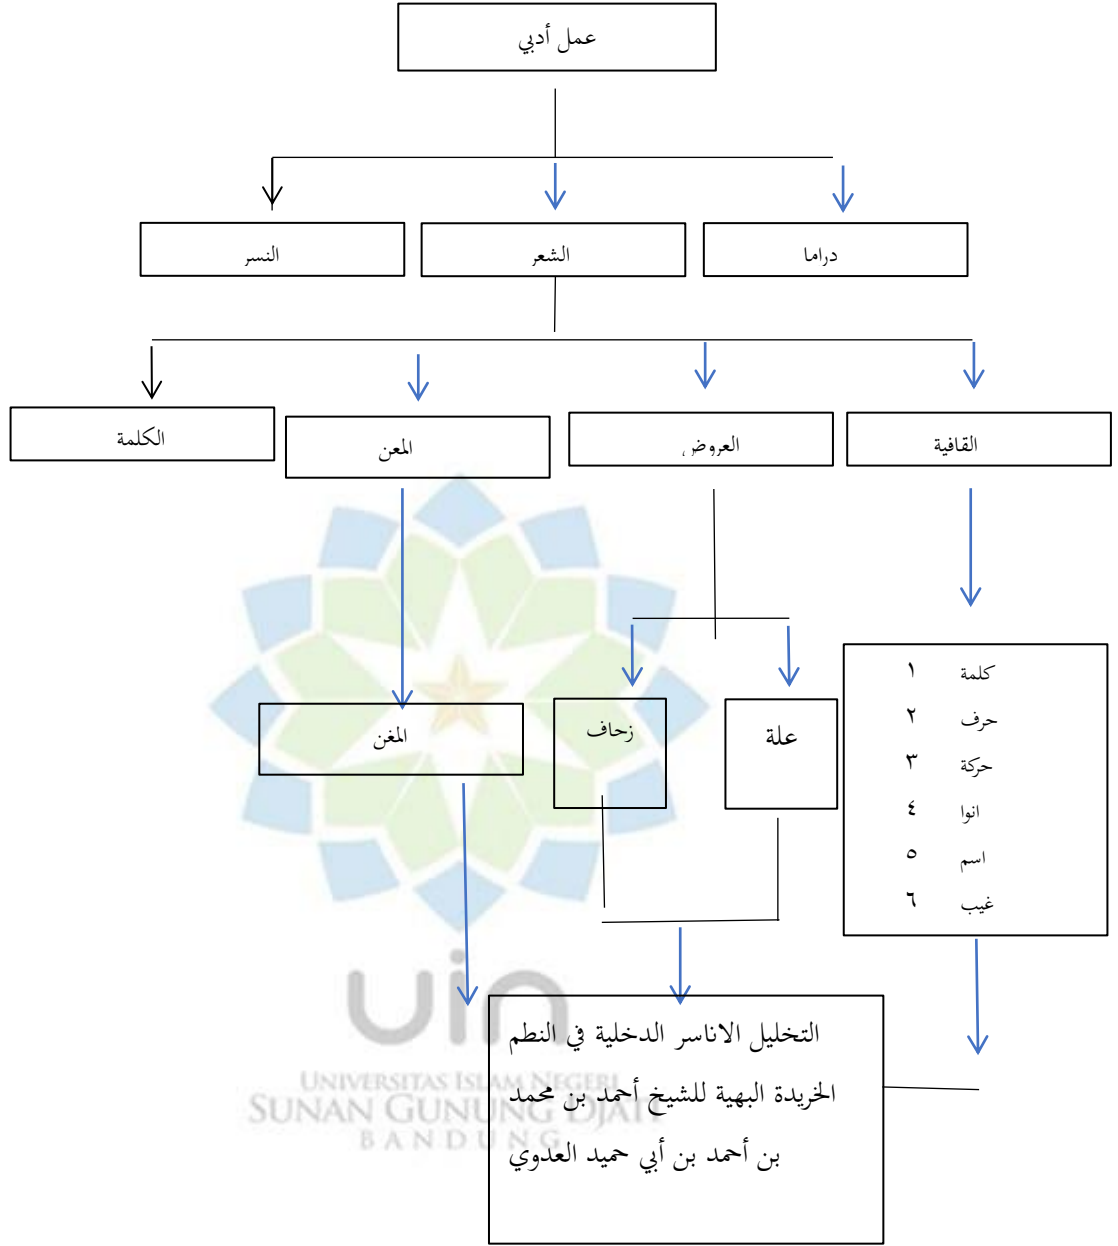 عمل أدبي
دراما
الشعر
النسر
القافية
العروض
المعن
الكلمة
١ كلمة
٢ حرف
٣ حركة
٤ انوا
٥ اسم
٦ غيب
علة
زحاف
المغن
التخليل الاناسر الدخلية في النطم
الخريدة البهية للشيخ أحمد بن محمد
بن أحمد بن أبي حميد العدوي
uin
UNIVERSITAS ISLAM NEGERI
SUNAN GUNUNG DJATI
BANDUNG